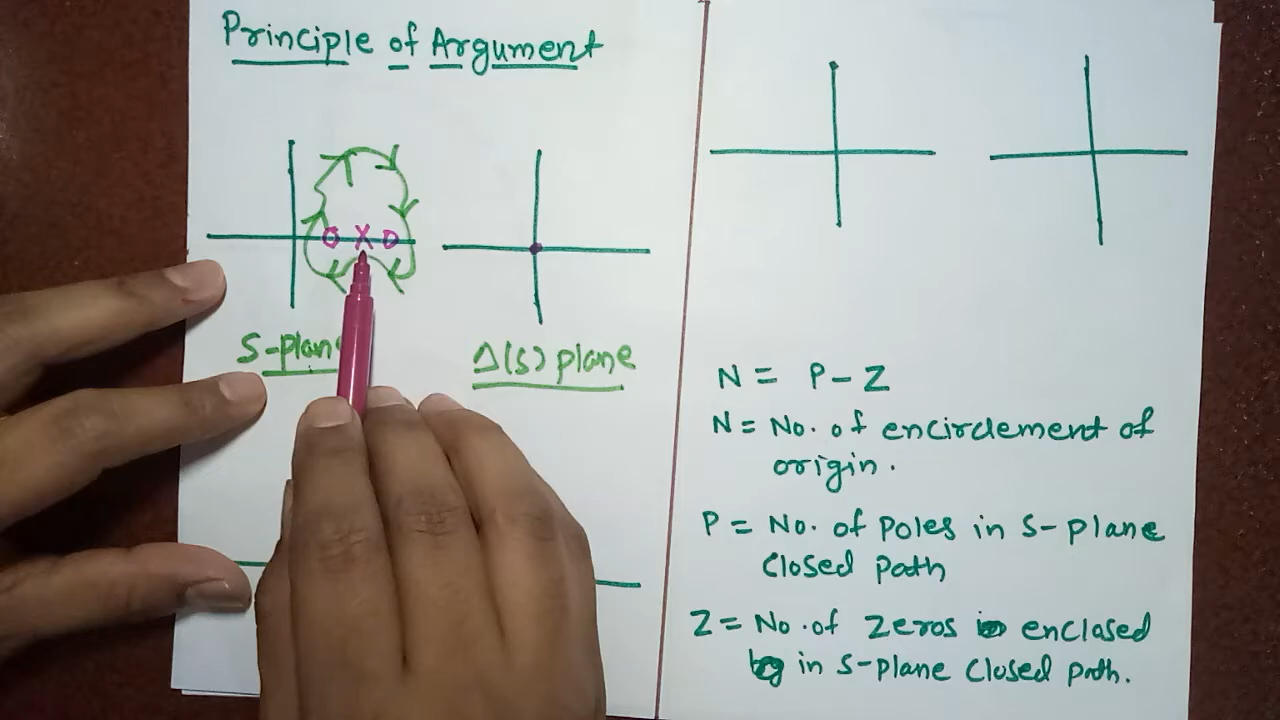 Principle of Argument
S-plan
Δ(s) plane
N = P-Z
N = No. of encirclement of
origin.
P = No. of Poles in S-plane
Closed Path
Z = No. of Zeros enclosed
in S-plane Closed Path.